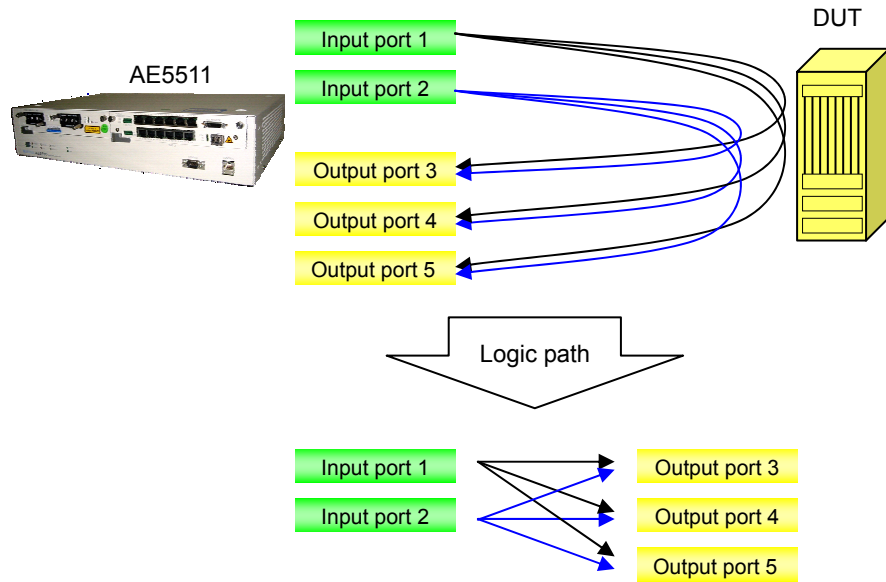 DUT
AE5511
Input port 1
Input port 2
Output port 3
Output port 4
Output port 5
Logic path
Input port 1
Input port 2
Output port 3
Output port 4
Output port 5